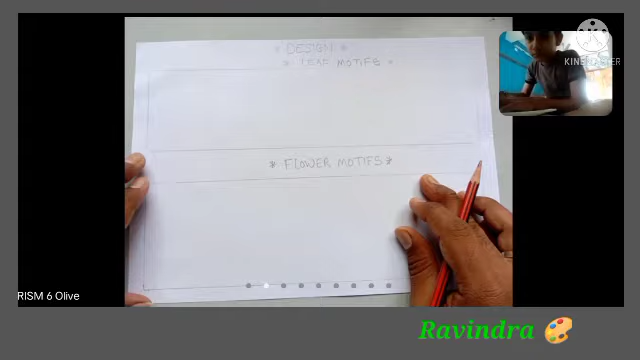 * DESIGN *
* LEAF MOTIFS *
KINEMASTER
* FLOWER MOTIFS *
RISM 6 Olive
Ravindra